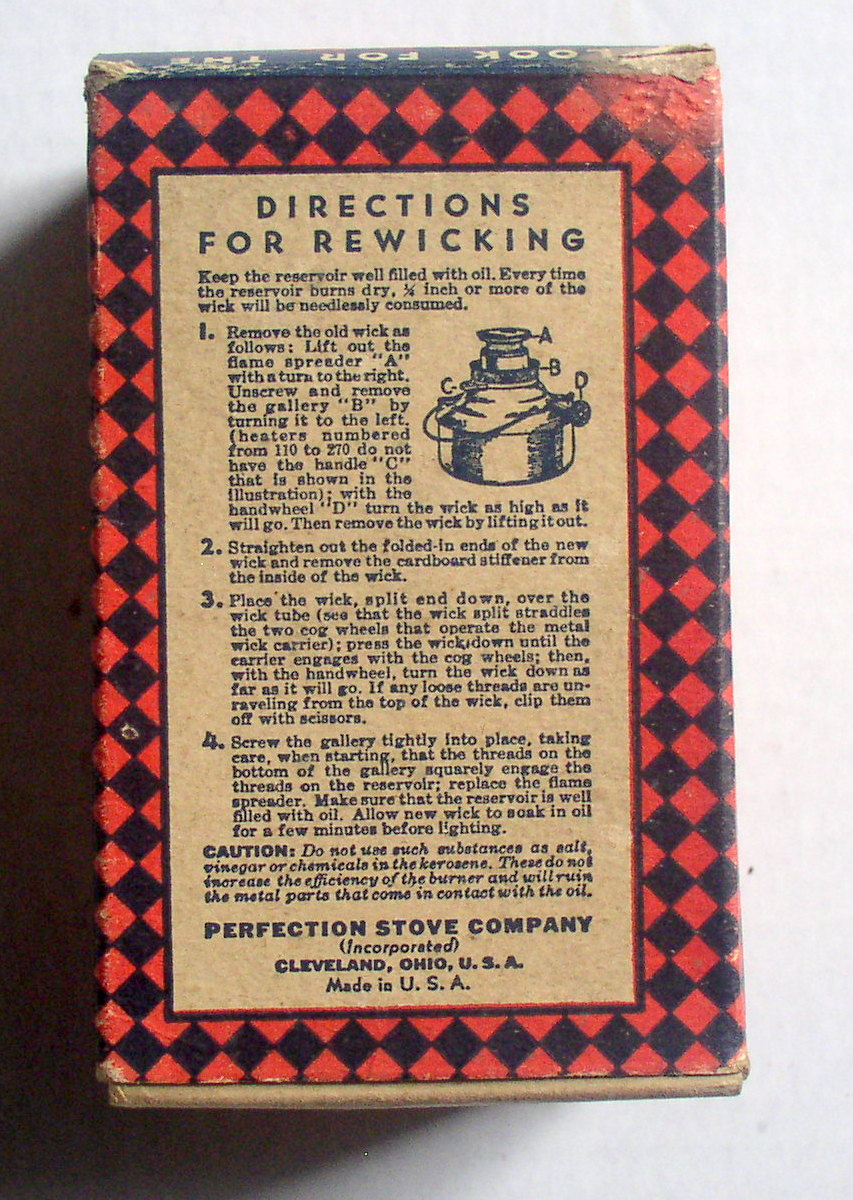 LOOK FOR THE
DIRECTIONS
FOR REWICKING
Keep the reservoir well filled with oil. Every time
the reservoir burns dry, ¼ inch or more of the
wick will be needlessly consumed.
1. Remove the old wick as
follows: Lift out the
flame spreader "A"
with a turn to the right.
Unscrew and remove
the gallery "B" by
turning it to the left.
(heaters numbered
from 110 to 270 do not
have the handle "C"
that is shown in the
illustration); with the
handwheel "D" turn the wick as high as it
will go. Then remove the wick by lifting it out.
A
B
C
D
2. Straighten out the folded-in ends of the new
wick and remove the cardboard stiffener from
the inside of the wick.
3. Place the wick, split end down, over the
wick tube (see that the wick split straddles
the two cog wheels that operate the metal
wick carrier); press the wick down until the
carrier engages with the cog wheels; then,
with the handwheel, turn the wick down as
far as it will go. If any loose threads are un-
raveling from the top of the wick, clip them
off with scissors.
4. Screw the gallery tightly into place, taking
care, when starting, that the threads on the
bottom of the gallery squarely engage the
threads on the reservoir; replace the flame
spreader. Make sure that the reservoir is well
filled with oil. Allow new wick to soak in oil
for a few minutes before lighting.
CAUTION: Do not use such substances as salt,
vinegar or chemicals in the kerosene. These do not
increase the efficiency of the burner and will ruin
the metal parts that come in contact with the oil.
PERFECTION STOVE COMPANY
(Incorporated)
CLEVELAND, OHIO, U. S. A.
Made in U. S. A.